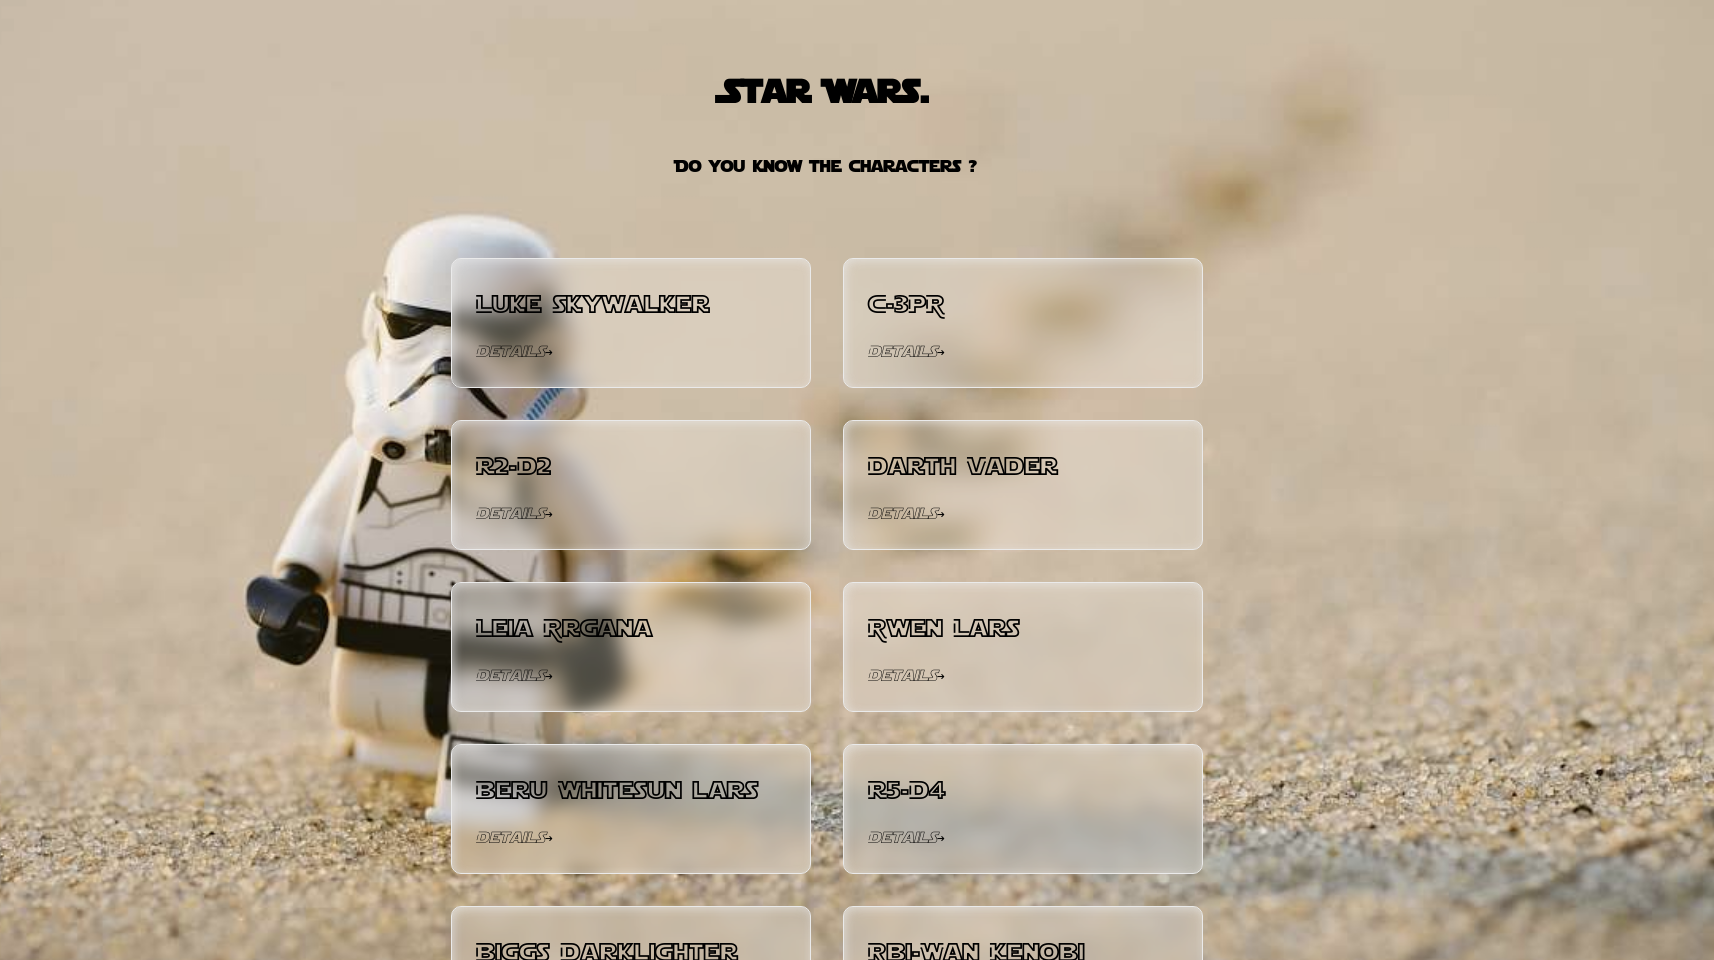 STAR WARS.
DO YOU KNOW THE CHARACTERS ?
LUKE SKYWALKER
DETAILS→
C-3PR
DETAILS→
R2-D2
DETAILS→
DARTH VADER
DETAILS→
LEIA RRGANA
DETAILS→
RWEN LARS
DETAILS→
BERU WHITESUN LARS
DETAILS→
R5-D4
DETAILS→
BIGGS DARKLIGHTER
RBI-WAN KENOBI